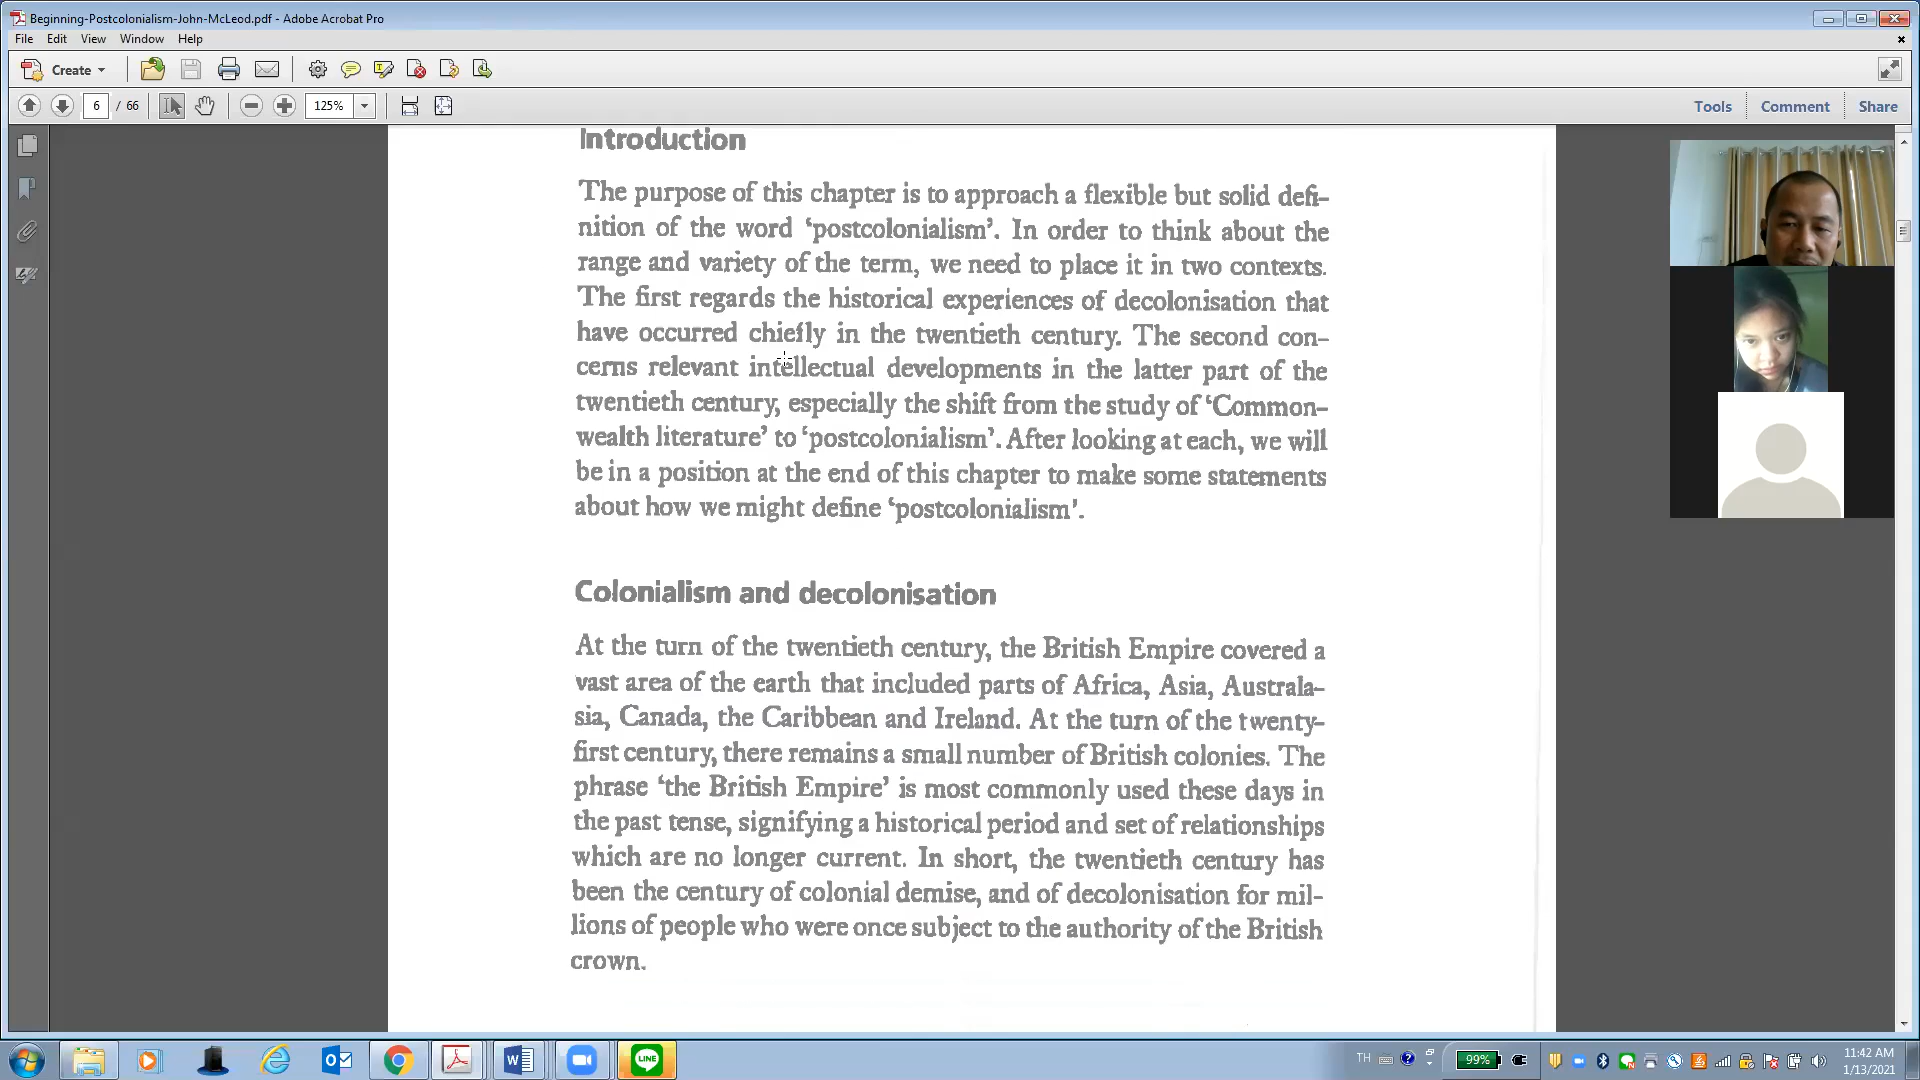 Beginning-Postcolonialism-John-McLeod.pdf - Adobe Acrobat Pro
File Edit View Window Help
Create
6 / 66 125% Tools Comment Share
Introduction
The purpose of this chapter is to approach a flexible but solid defi-
nition of the word ‘postcolonialism’. In order to think about the
range and variety of the term, we need to place it in two contexts.
The first regards the historical experiences of decolonisation that
have occurred chiefly in the twentieth century. The second con-
cerns relevant intellectual developments in the latter part of the
twentieth century, especially the shift from the study of ‘Common-
wealth literature’ to ‘postcolonialism’. After looking at each, we will
be in a position at the end of this chapter to make some statements
about how we might define ‘postcolonialism’.
Colonialism and decolonisation
At the turn of the twentieth century, the British Empire covered a
vast area of the earth that included parts of Africa, Asia, Australa-
sia, Canada, the Caribbean and Ireland. At the turn of the twenty-
first century, there remains a small number of British colonies. The
phrase ‘the British Empire’ is most commonly used these days in
the past tense, signifying a historical period and set of relationships
which are no longer current. In short, the twentieth century has
been the century of colonial demise, and of decolonisation for mil-
lions of people who were once subject to the authority of the British
crown.
LINE
TH 99% 11:42 AM
1/13/2021